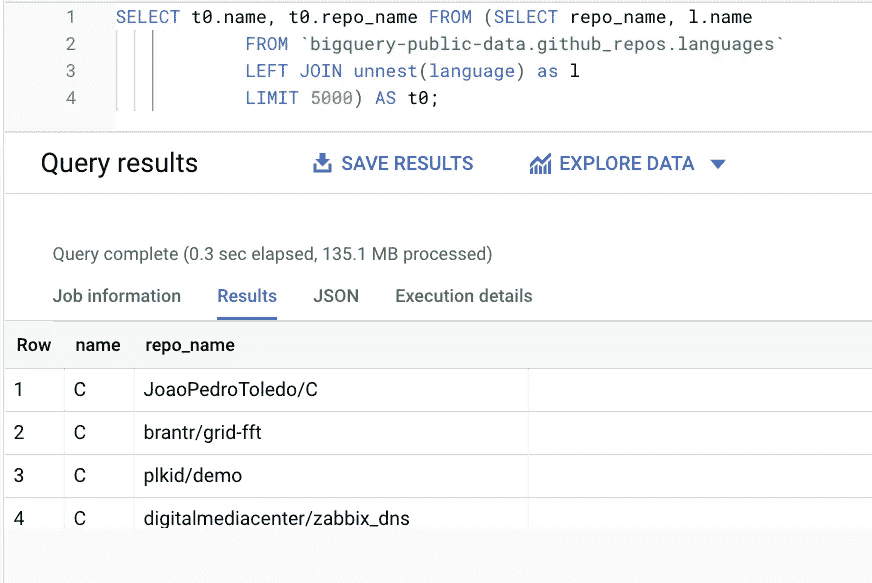 1 SELECT t0.name, t0.repo_name FROM (SELECT repo_name, l.name
2 FROM `bigquery-public-data.github_repos.languages`
3 LEFT JOIN unnest(language) as l
4 LIMIT 5000) AS t0;
Query results SAVE RESULTS EXPLORE DATA
Query complete (0.3 sec elapsed, 135.1 MB processed)
Job information Results JSON Execution details
Row name repo_name
1 C JoaoPedroToledo/C
2 C brantr/grid-fft
3 C plkid/demo
4 C digitalmediacenter/zabbix_dns